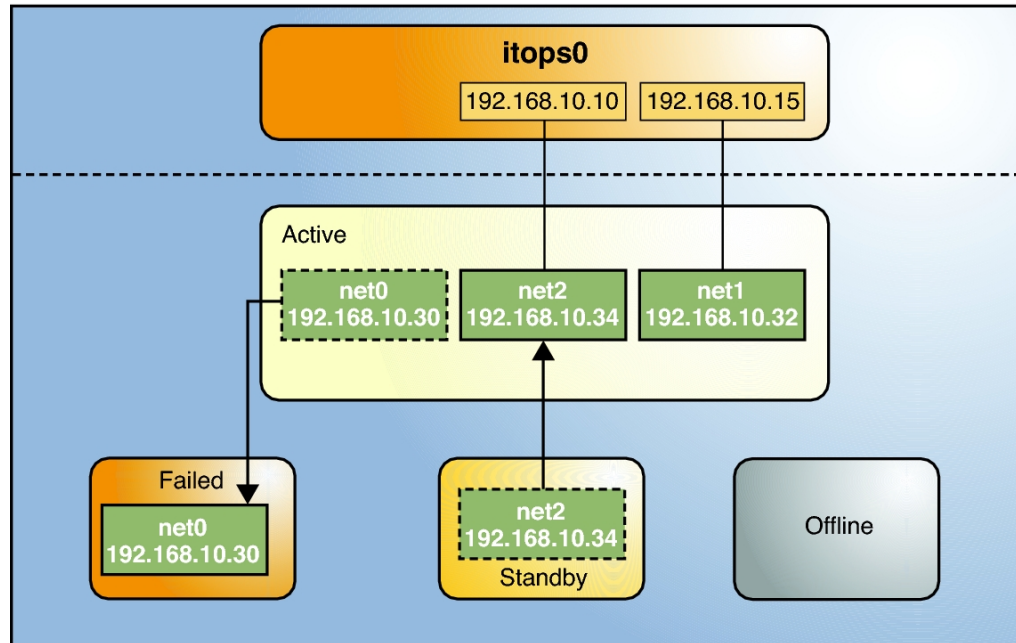 itops0
192.168.10.10
192.168.10.15
Active
net0
192.168.10.30
net2
192.168.10.34
net1
192.168.10.32
Failed
net0
192.168.10.30
net2
192.168.10.34
Standby
Offline